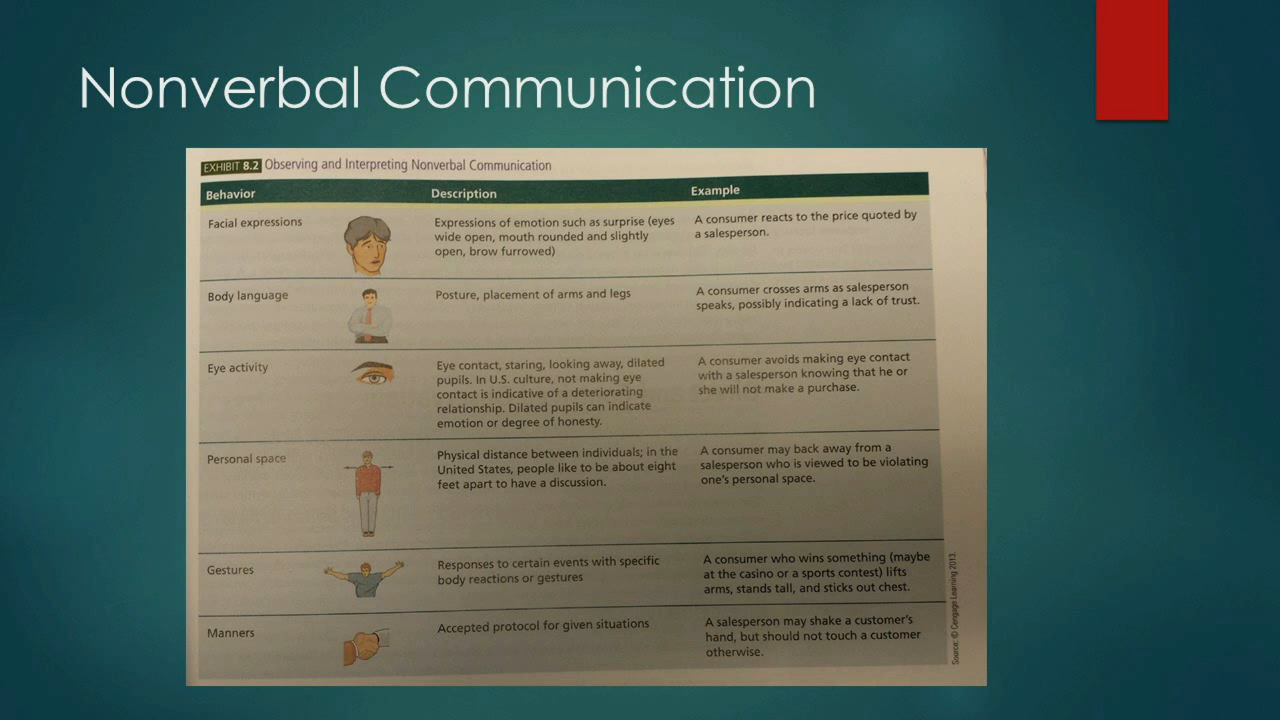 Nonverbal Communication
EXHIBIT 8.2 Observing and Interpreting Nonverbal Communication
Behavior Description Example
Facial expressions
Expressions of emotion such as surprise (eyes
wide open, mouth rounded and slightly
open, brow furrowed)
A consumer reacts to the price quoted by
a salesperson.
Body language
Posture, placement of arms and legs
A consumer crosses arms as salesperson
speaks, possibly indicating a lack of trust.
Eye activity
Eye contact, staring, looking away, dilated
pupils. In U.S. culture, not making eye
contact is indicative of a deteriorating
relationship. Dilated pupils can indicate
emotion or degree of honesty.
A consumer avoids making eye contact
with a salesperson knowing that he or
she will not make a purchase.
Personal space
Physical distance between individuals; in the
United States, people like to be about eight
feet apart to have a discussion.
A consumer may back away from a
salesperson who is viewed to be violating
one's personal space.
Gestures
Responses to certain events with specific
body reactions or gestures
A consumer who wins something (maybe
at the casino or a sports contest) lifts
arms, stands tall, and sticks out chest.
Manners
Accepted protocol for given situations
A salesperson may shake a customer's
hand, but should not touch a customer
otherwise.
Source: © Cengage Learning 2013